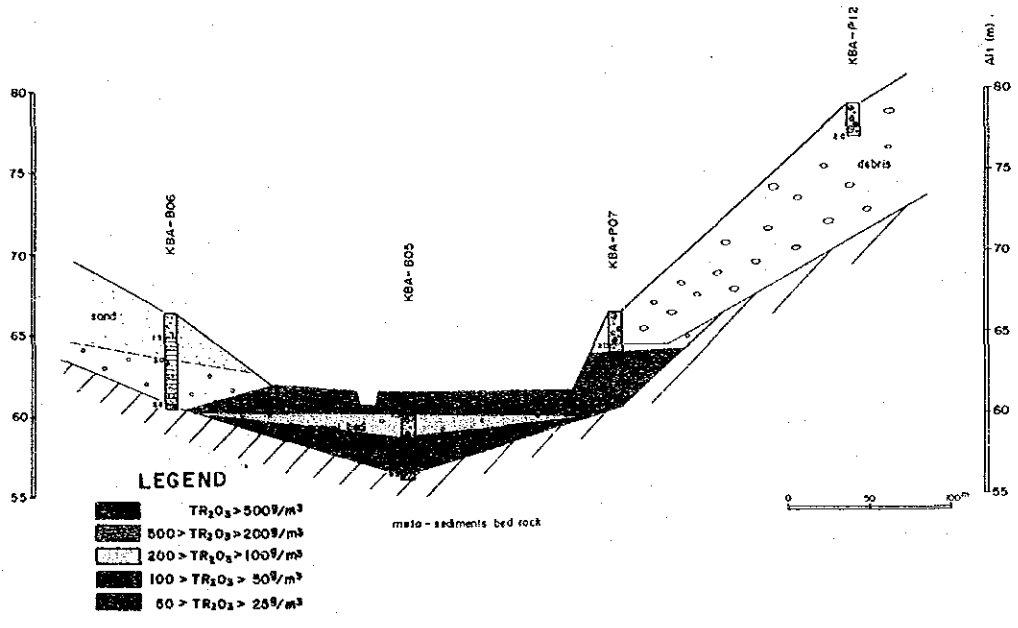 KBA-P12
Alt (m)
80
80
75
75
70
70
65
65
60
60
55
55
KBA-B06
KBA-B05
KBA-P07
sand
debris
LEGEND
TR₂O₃>500g/m³
500>TR₂O₃>200g/m³
200>TR₂O₃>100g/m³
100>TR₂O₃>50g/m³
50>TR₂O₃>25g/m³
meta-sediments bed rock
0 50 100m